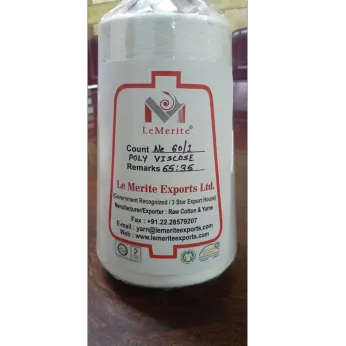 LeMerite®
Count Ne 60/1
POLY VISCOSE
Remarks 65:35
Le Merite Exports Ltd.
(Government Recognized / 3 Star Export House)
Manufacturer/Exporter : Raw Cotton & Yarns
Fax : +91.22.28579207
E-mail : yarn@lemeriteexports.com
Web : www.lemeriteexports.com